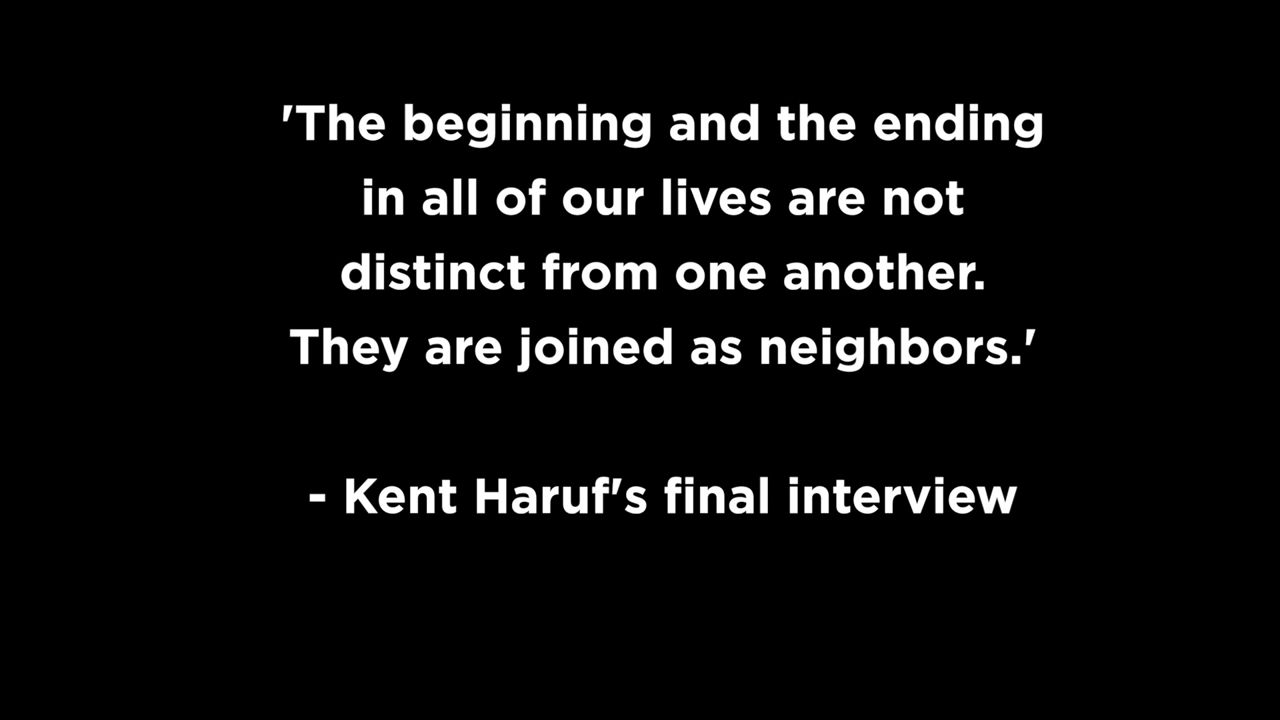 'The beginning and the ending
in all of our lives are not
distinct from one another.
They are joined as neighbors.'
- Kent Haruf's final interview